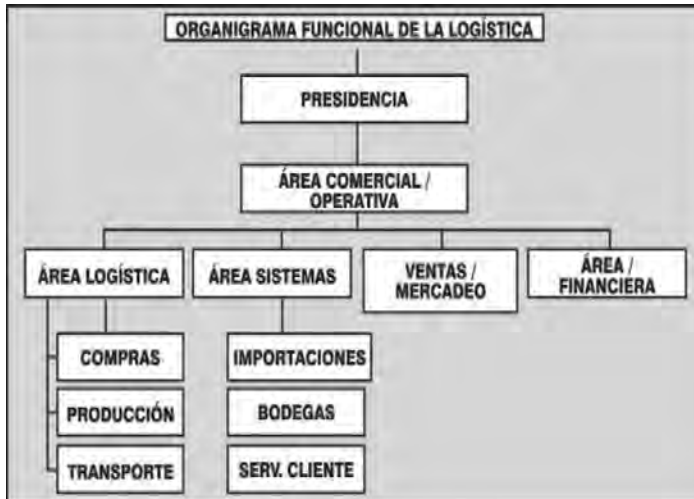 ORGANIGRAMA FUNCIONAL DE LA LOGÍSTICA
PRESIDENCIA
ÁREA COMERCIAL /
OPERATIVA
ÁREA LOGÍSTICA
ÁREA SISTEMAS
VENTAS /
MERCADEO
ÁREA /
FINANCIERA
COMPRAS
IMPORTACIONES
PRODUCCIÓN
BODEGAS
TRANSPORTE
SERV. CLIENTE